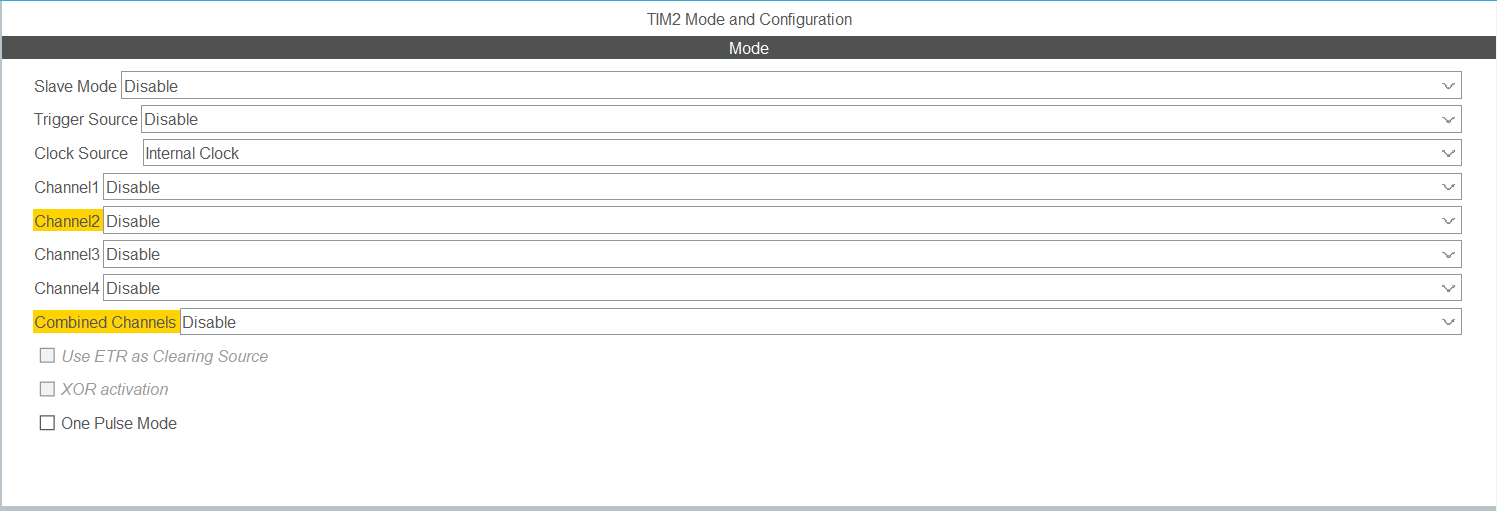 TIM2 Mode and Configuration
Mode
Slave Mode Disable
Trigger Source Disable
Clock Source Internal Clock
Channel1 Disable
Channel2 Disable
Channel3 Disable
Channel4 Disable
Combined Channels Disable
Use ETR as Clearing Source
XOR activation
One Pulse Mode